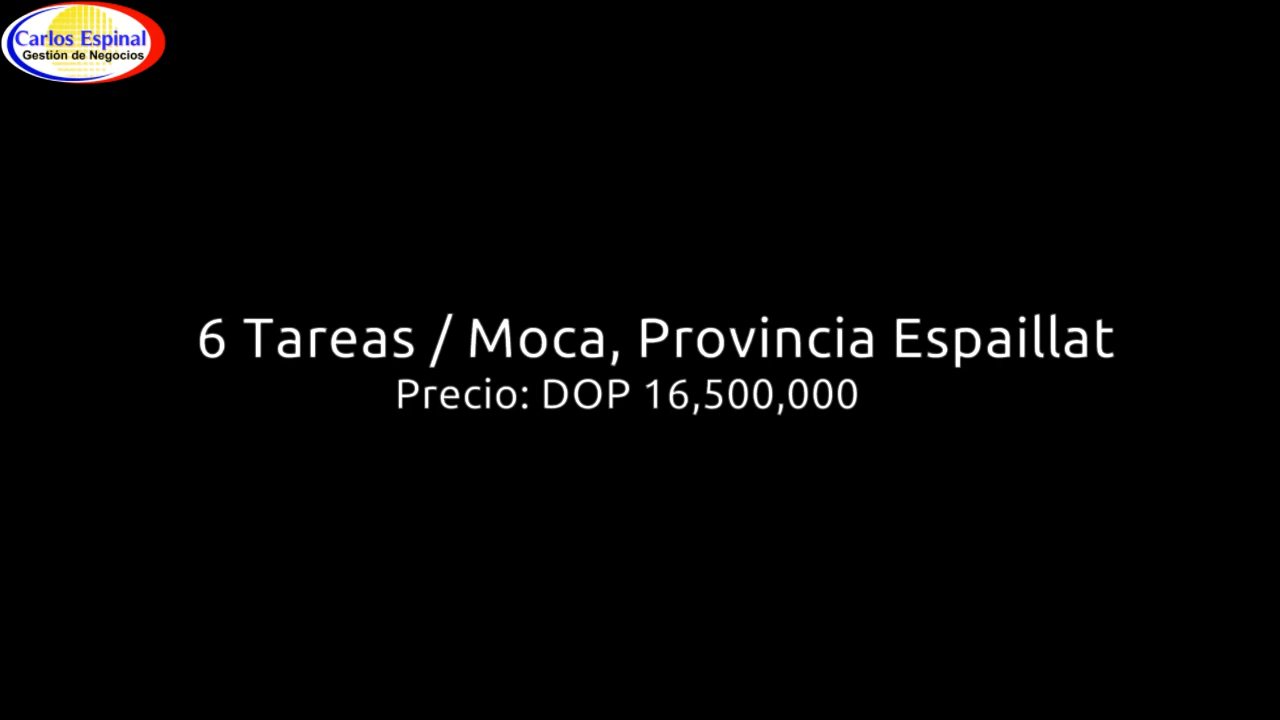 Carlos Espinal
Gestión de Negocios
6 Tareas / Moca, Provincia Espaillat
Precio: DOP 16,500,000